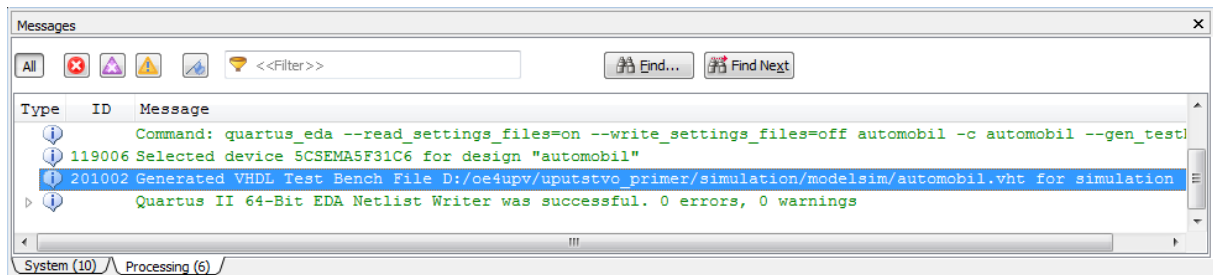 Messages
All <<Filter>> Find... Find Next
Type ID Message
Command: quartus_eda --read_settings_files=on --write_settings_files=off automobil -c automobil --gen_test
119006 Selected device 5CSEMA5F31C6 for design "automobil"
201002 Generated VHDL Test Bench File D:/oe4upv/uputstvo_primer/simulation/modelsim/automobil.vht for simulation
Quartus II 64-Bit EDA Netlist Writer was successful. 0 errors, 0 warnings
System (10) Processing (6)